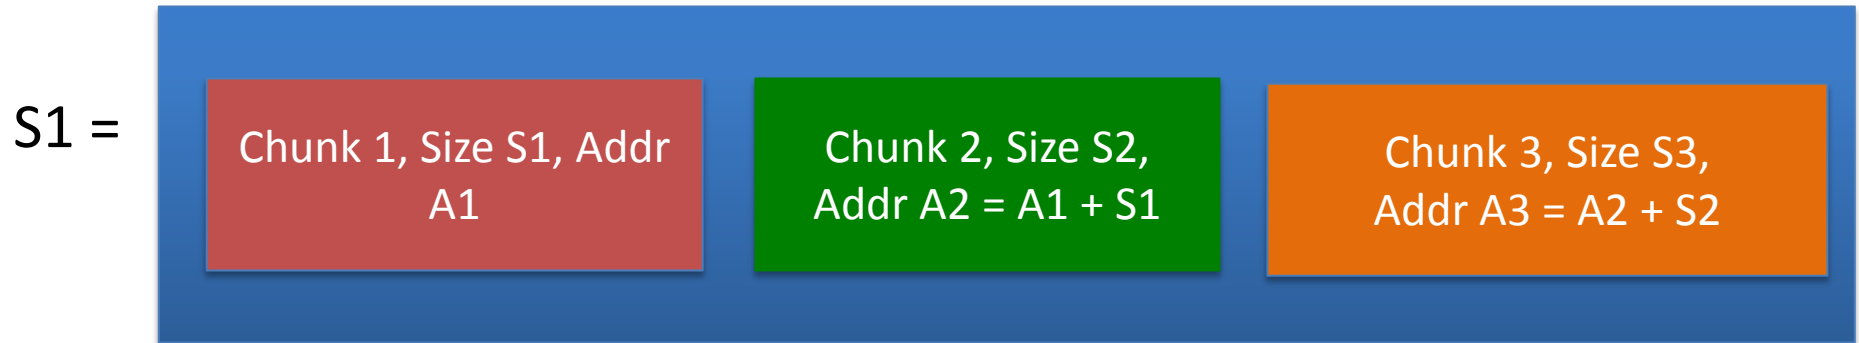 S1 =
Chunk 1, Size S1, Addr
A1
Chunk 2, Size S2,
Addr A2 = A1 + S1
Chunk 3, Size S3,
Addr A3 = A2 + S2